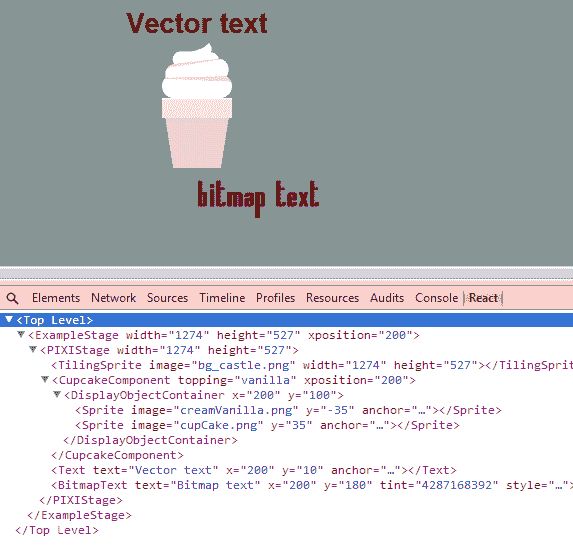 Vector text
bitmap text
Elements Network Sources Timeline Profiles Resources Audits Console React
<Top Level>
<ExampleStage width="1274" height="527" xposition="200">
<PIXIStage width="1274" height="527">
<TilingSprite image="bg_castle.png" width="1274" height="527"></TilingSpr
<CupcakeComponent topping="vanilla" xposition="200">
<DisplayObjectContainer x="200" y="100">
<Sprite image="creamVanilla.png" y="-35" anchor="…"></Sprite>
<Sprite image="cupCake.png" y="35" anchor="…"></Sprite>
</DisplayObjectContainer>
</CupcakeComponent>
<Text text="Vector text" x="200" y="10" anchor="…"></Text>
<BitmapText text="Bitmap text" x="200" y="180" tint="4287168392" style="…">
</PIXIStage>
</ExampleStage>
</Top Level>